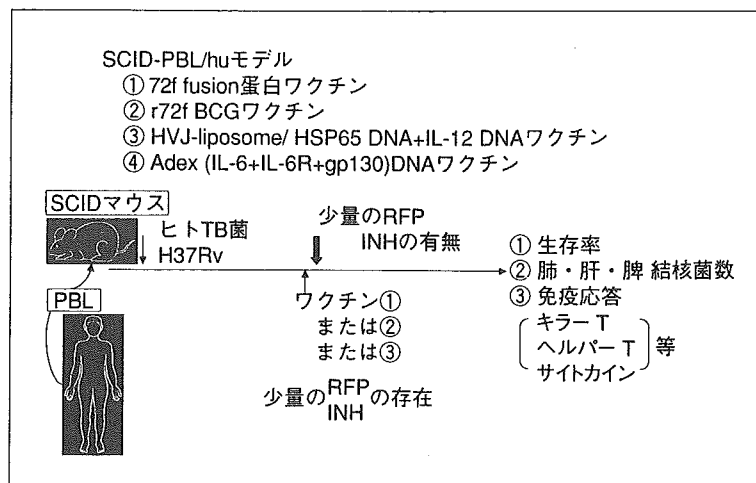 SCID-PBL/huモデル
① 72f fusion蛋白ワクチン
② r72f BCGワクチン
③ HVJ-liposome/ HSP65 DNA+IL-12 DNAワクチン
④ Adex (IL-6+IL-6R+gp130)DNAワクチン
SCIDマウス
ヒトTB菌
H37Rv
少量のRFP
INHの有無
PBL
ワクチン①
または②
または③
少量のRFP INHの存在
① 生存率
② 肺・肝・脾 結核菌数
③ 免疫応答
キラー T
ヘルパー T 等
サイトカイン